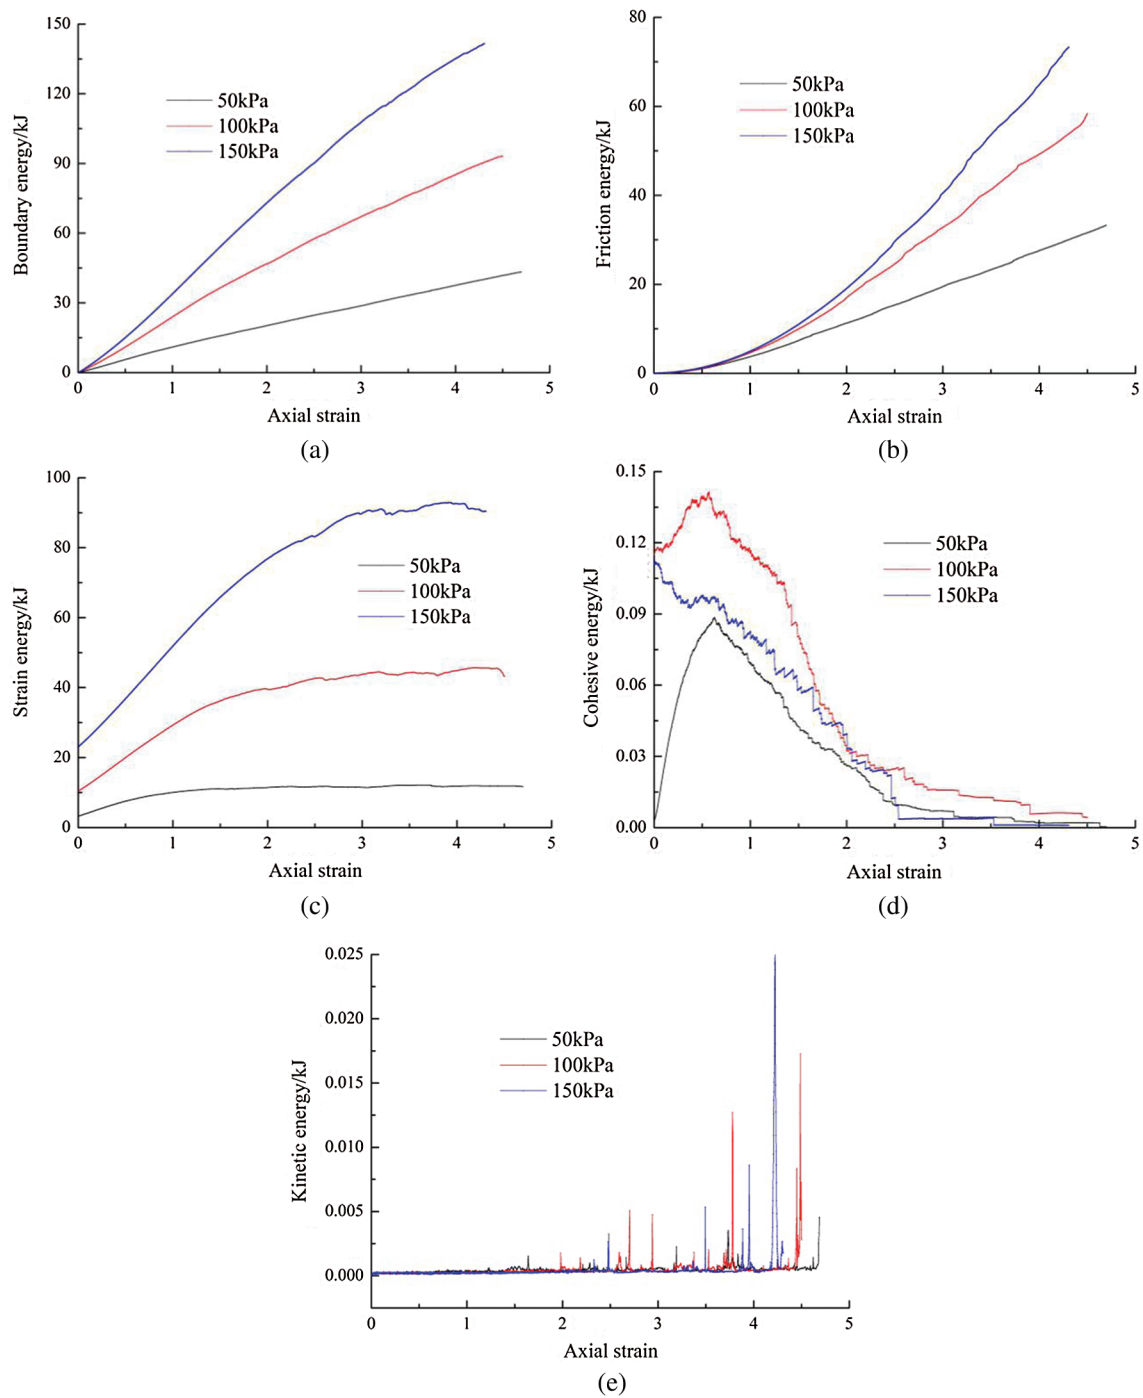 150
120
90
60
30
0
Boundary energy/kJ
50kPa
100kPa
150kPa
0 1 2 3 4 5
Axial strain
(a)
80
60
40
20
0
Friction energy/kJ
50kPa
100kPa
150kPa
0 1 2 3 4 5
Axial strain
(b)
100
80
60
40
20
0
Strain energy/kJ
50kPa
100kPa
150kPa
0 1 2 3 4 5
Axial strain
(c)
0.15
0.12
0.09
0.06
0.03
0.00
Cohesive energy/kJ
50kPa
100kPa
150kPa
0 1 2 3 4 5
Axial strain
(d)
0.025
0.020
0.015
0.010
0.005
0.000
Kinetic energy/kJ
50kPa
100kPa
150kPa
0 1 2 3 4 5
Axial strain
(e)